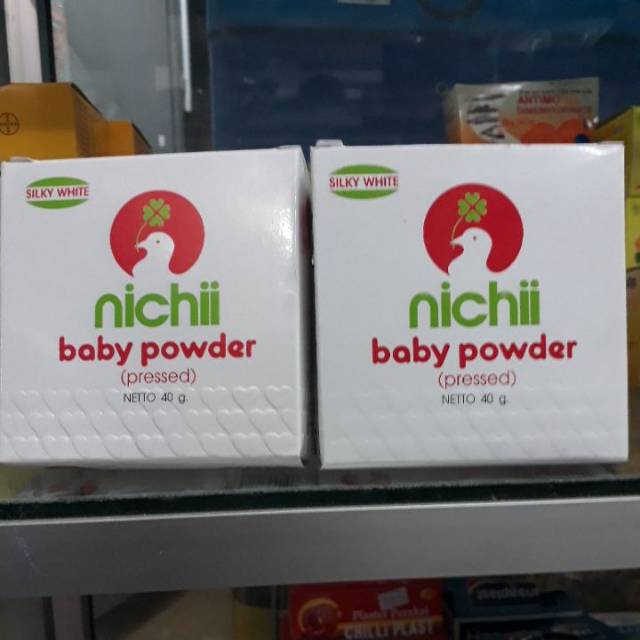 ANTIMO
SILKY WHITE
nichii
baby powder
(pressed)
NETTO 40 g.
SILKY WHITE
nichii
baby powder
(pressed)
NETTO 40 g.
CHILLI PLAST